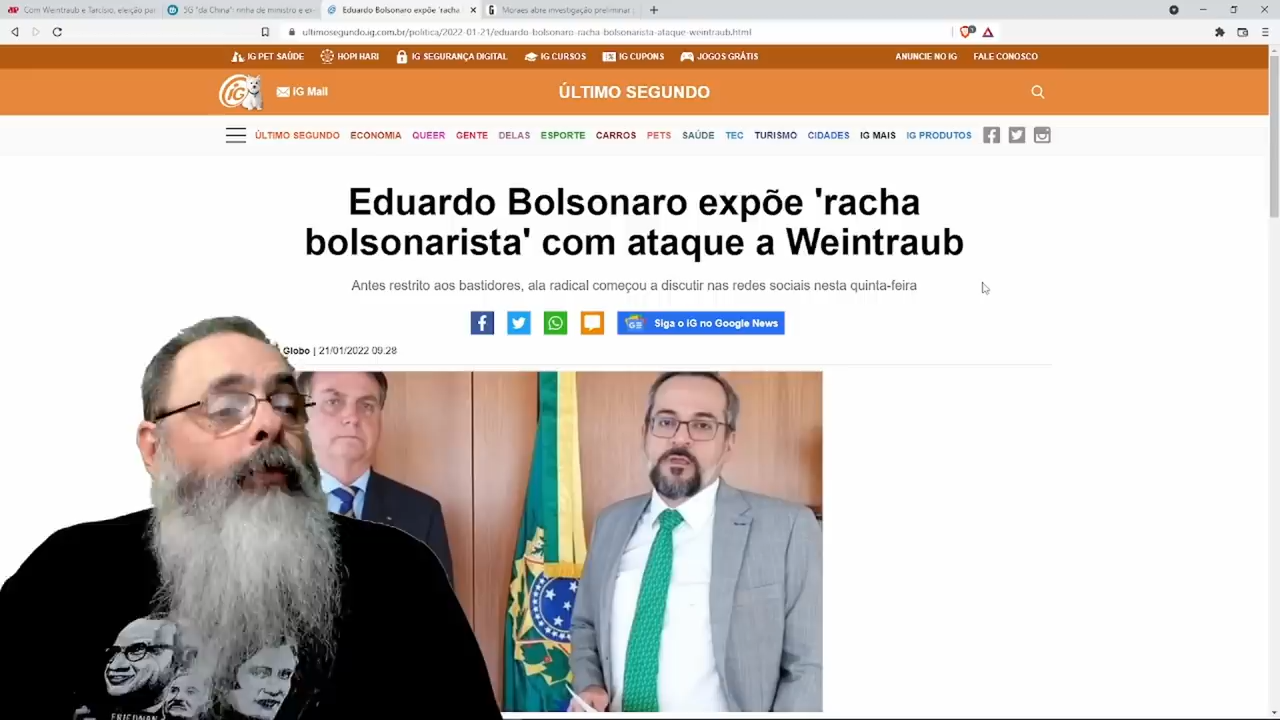 Com Weintraub e Tarcísio, eleição par
5G "da China": rinha de ministro e ex-
Eduardo Bolsonaro expõe 'racha
Moraes abre investigação preliminar
ultimosegundo.ig.com.br/politica/2022-01-21/eduardo-bolsonaro-racha-bolsonarista-ataque-weintraub.html
IG PET SAÚDE HOPI HARI IG SEGURANÇA DIGITAL IG CURSOS IG CUPONS JOGOS GRÁTIS ANUNCIE NO IG FALE CONOSCO
iG IG Mail ÚLTIMO SEGUNDO
ÚLTIMO SEGUNDO ECONOMIA QUEER GENTE DELAS ESPORTE CARROS PETS SAÚDE TEC TURISMO CIDADES IG MAIS IG PRODUTOS
Eduardo Bolsonaro expõe 'racha
bolsonarista' com ataque a Weintraub
Antes restrito aos bastidores, ala radical começou a discutir nas redes sociais nesta quinta-feira
Siga o iG no Google News
Globo | 21/01/2022 09:28
FRIEDMAN